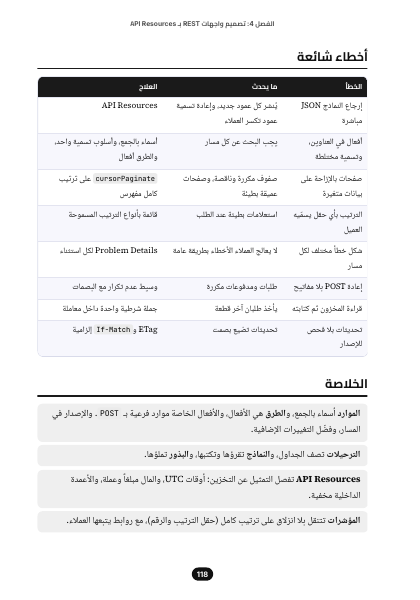 الفصل 4: تصميم واجهات REST بـ API Resources
أخطاء شائعة
الخطأ ما يحدث العلاج
إرجاع النماذج JSON يُنشر كل عمود جديد، وإعادة تسمية API Resources
مباشرة عمود تكسر العملاء
أفعال في العناوين، يجب البحث عن كل مسار أسماء بالجمع، وأسلوب تسمية واحد،
وتسمية مختلطة والطرق أفعال
صفحات بالإزاحة على صفوف مكررة وناقصة، وصفحات cursorPaginate على ترتيب
بيانات متغيرة عميقة بطيئة كامل مفهرس
الترتيب بأي حقل يسميه استعلامات بطيئة عند الطلب قائمة بأنواع الترتيب المسموحة
العميل
شكل خطأ مختلف لكل لا يعالج العملاء الأخطاء بطريقة عامة Problem Details لكل استثناء
مسار
إعادة POST بلا مفاتيح طلبات ومدفوعات مكررة وسيط عدم تكرار مع البصمات
قراءة المخزون ثم كتابته يأخذ طلبان آخر قطعة جملة شرطية واحدة داخل معاملة
تحديثات بلا فحص تحديثات تضيع بصمت ETag و If-Match إلزامية
للإصدار
الخلاصة
الموارد أسماء بالجمع، والطرق هي الأفعال، والأفعال الخاصة موارد فرعية بـ POST . والإصدار في
المسار، وفضّل التغييرات الإضافية.
الترحيلات تصف الجداول، والنماذج تقرؤها وتكتبها، والبذور تملؤها.
API Resources تفصل التمثيل عن التخزين: أوقات UTC، والمال مبلغاً وعملة، والأعمدة
الداخلية مخفية.
المؤشرات تتنقل بلا انزلاق على ترتيب كامل (حقل الترتيب والرقم)، مع روابط يتبعها العملاء.
118